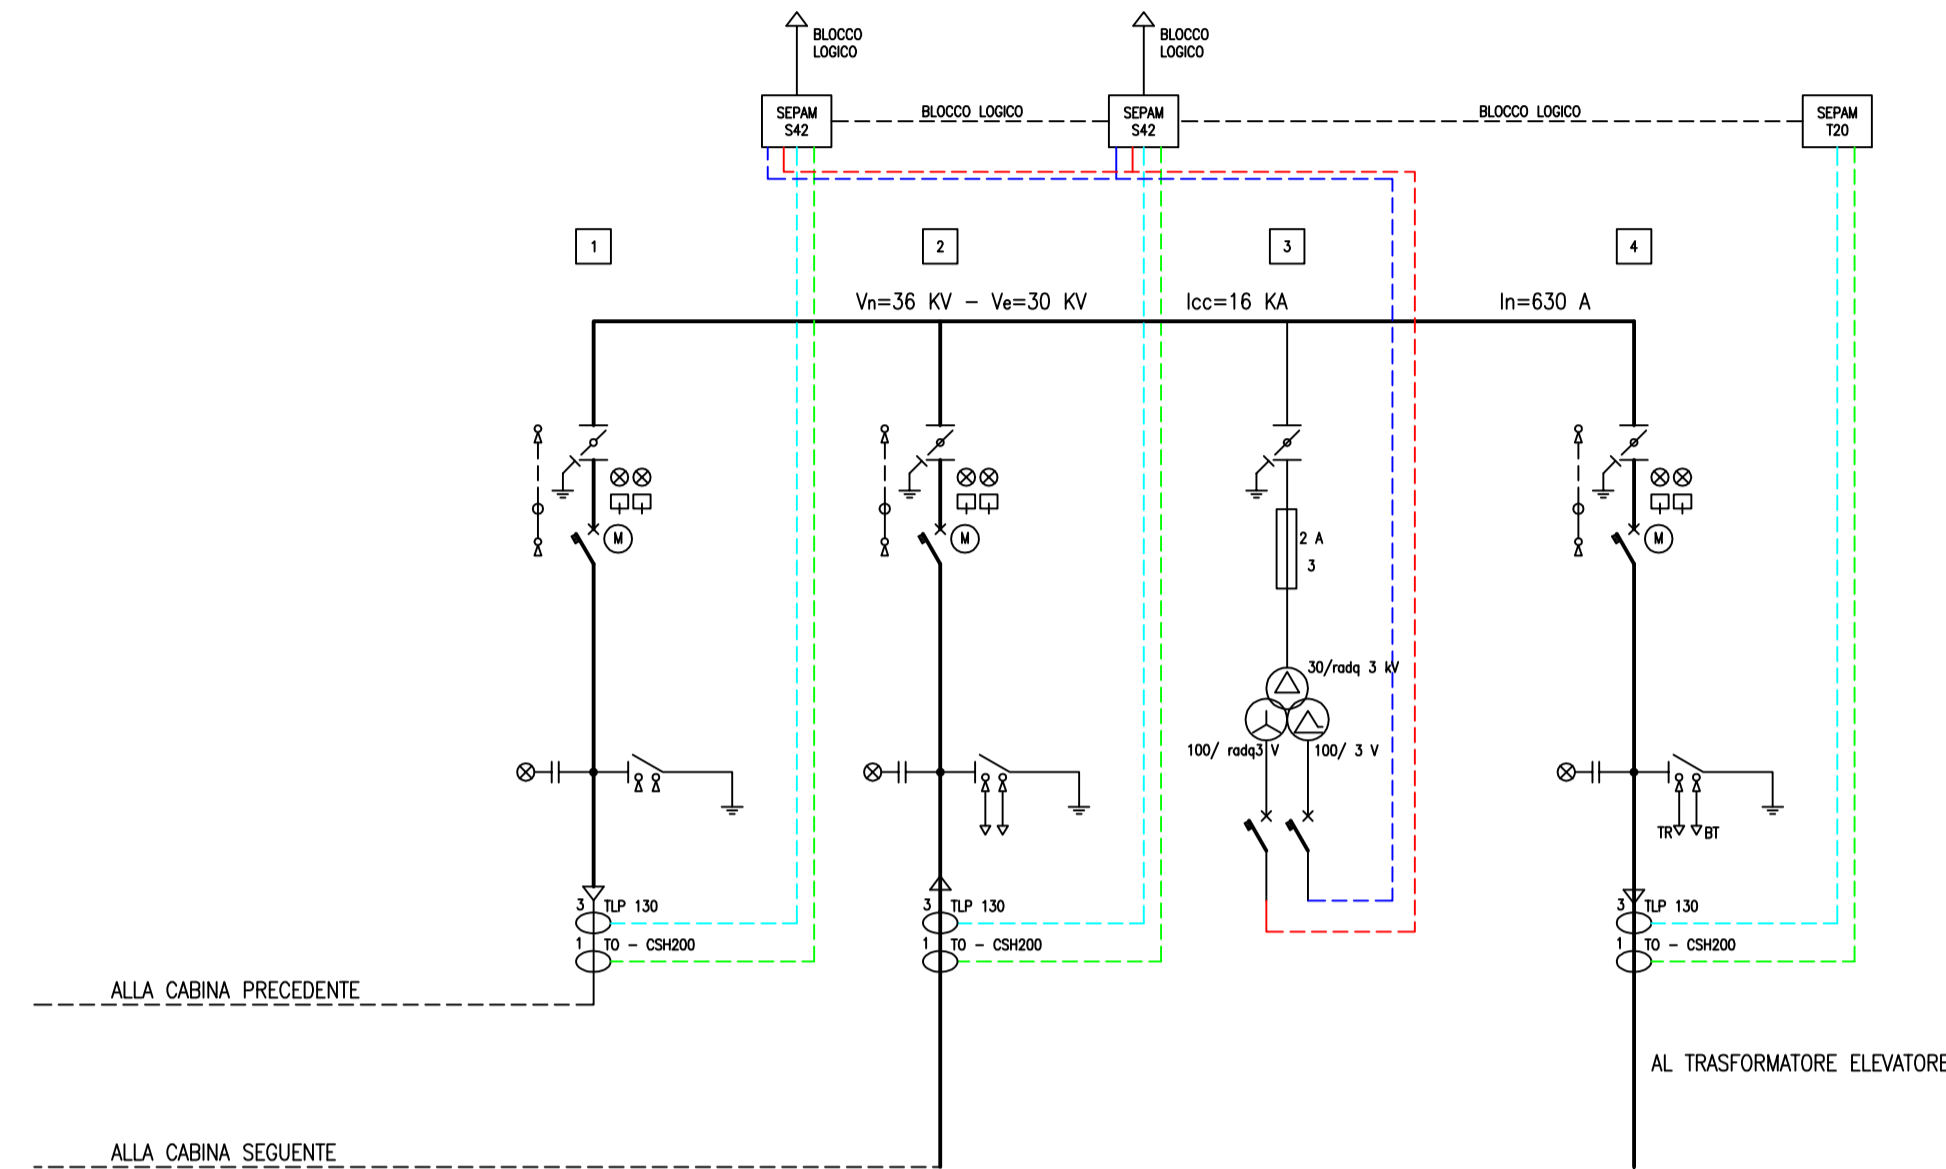 BLOCCO
LOGICO
BLOCCO
LOGICO
SEPAM
S42
BLOCCO LOGICO
SEPAM
S42
BLOCCO LOGICO
SEPAM
T20
1
2
3
4
Vn=36 KV - Ve=30 KV
Icc=16 KA
In=630 A
M
M
2 A
3
M
30/radq 3 kV
100/ radq3 V
100/ 3 V
TR
BT
3 TLP 130
3 TLP 130
3 TLP 130
1 TO - CSH200
1 TO - CSH200
1 TO - CSH200
ALLA CABINA PRECEDENTE
AL TRASFORMATORE ELEVATORE
ALLA CABINA SEGUENTE